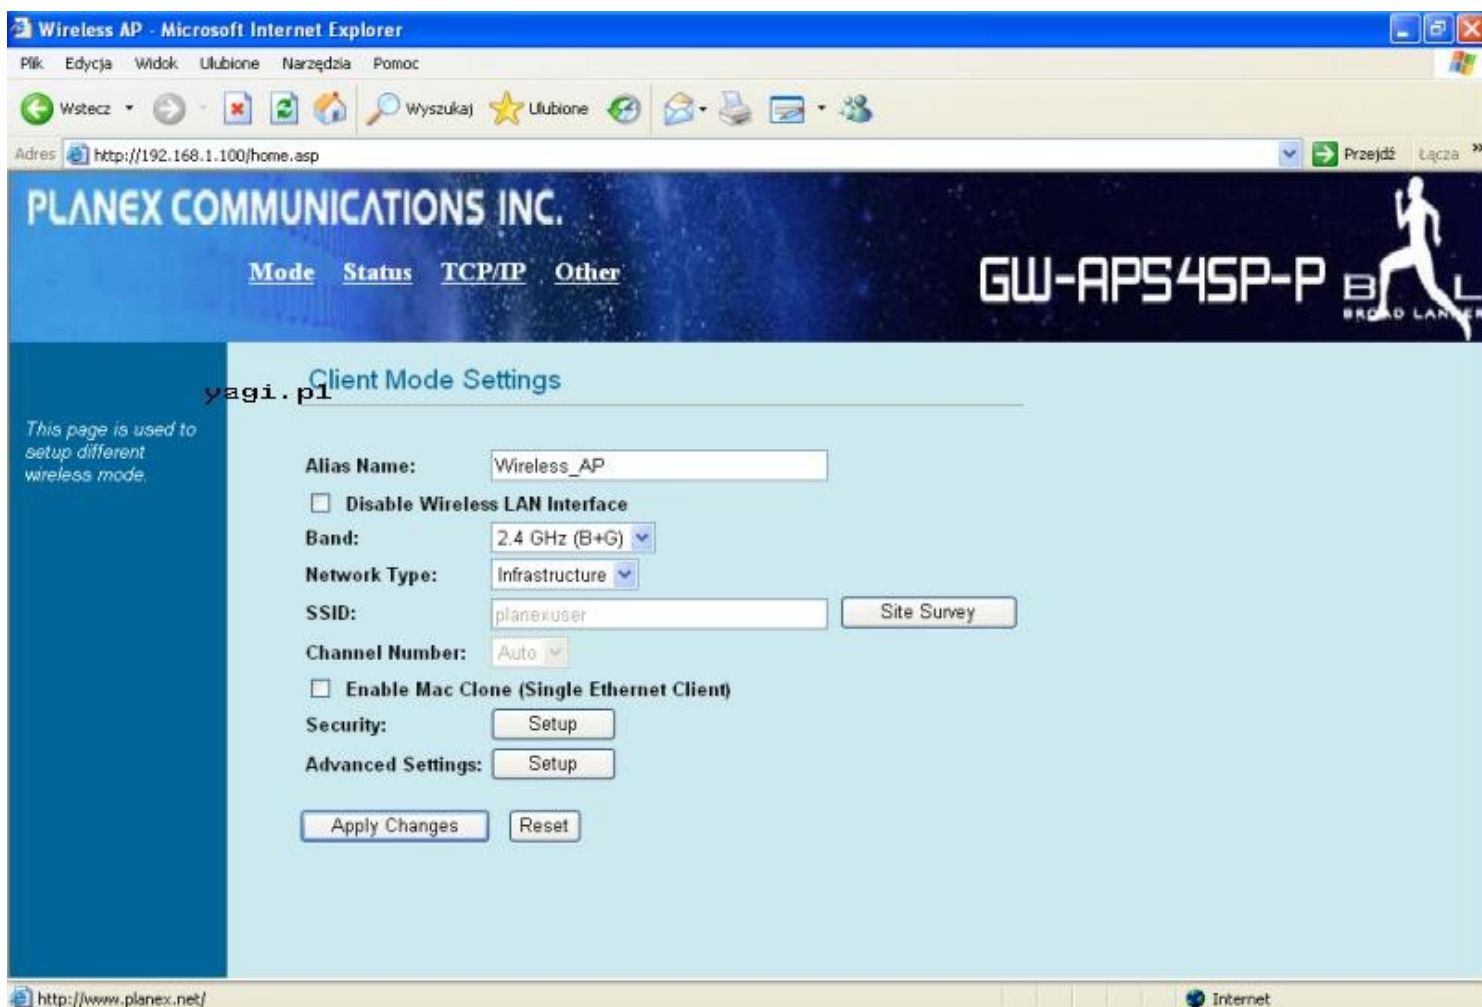 Wireless AP - Microsoft Internet Explorer
Plik Edycja Widok Ulubione Narzędzia Pomoc
Wstecz Wyszukaj Ulubione
Adres http://192.168.1.100/home.asp Przejdź Łącza »
PLANEX COMMUNICATIONS INC.
Mode Status TCP/IP Other
GW-AP54SP-P
B L
BROAD LANNER
Client Mode Settings
yagi.pl
This page is used to
setup different
wireless mode.
Alias Name: Wireless_AP
Disable Wireless LAN Interface
Band: 2.4 GHz (B+G)
Network Type: Infrastructure
SSID: planexuser Site Survey
Channel Number: Auto
Enable Mac Clone (Single Ethernet Client)
Security: Setup
Advanced Settings: Setup
Apply Changes Reset
http://www.planex.net/ Internet